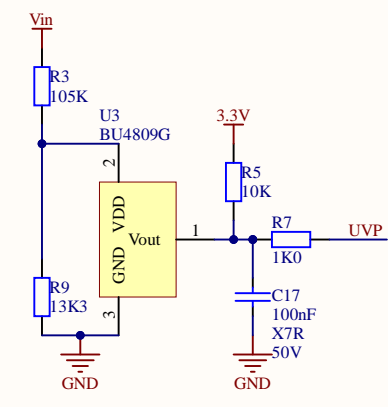 Vin
R3
105K
U3
BU4809G
2
VDD
GND
Vout
1
3
3.3V
R5
10K
R7
1K0
UVP
R9
13K3
C17
100nF
X7R
50V
GND
GND